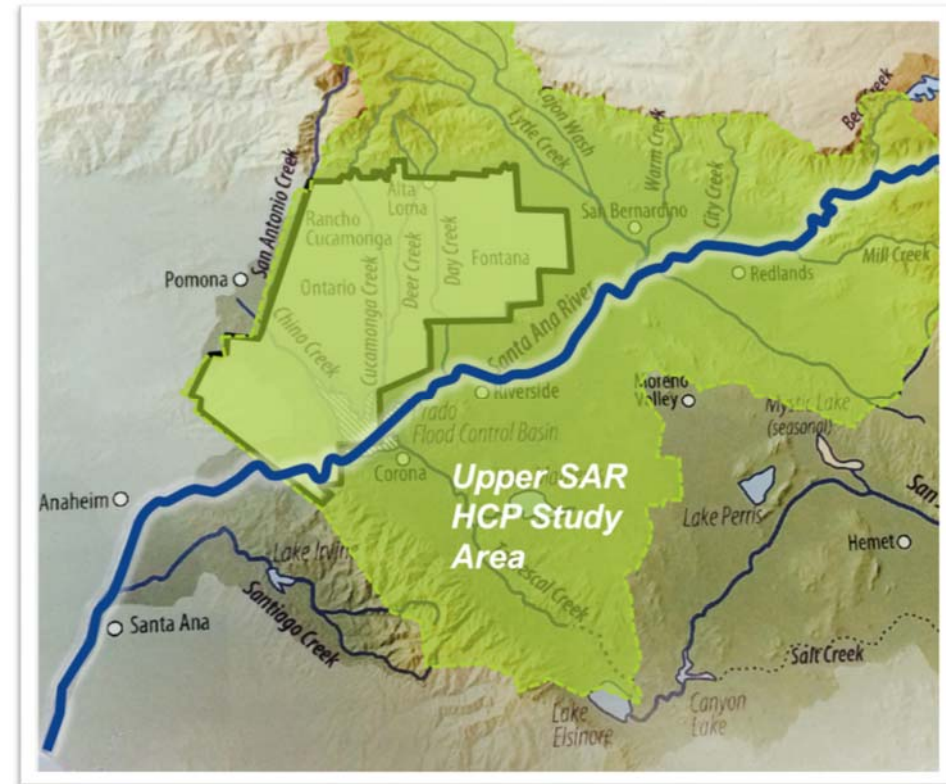 Cajon Wash
Lytle Creek
Warm Creek
City Creek
San Antonio Creek
Alta
Loma
Rancho
Cucamonga
San Bernardino
Mill Creek
Pomona
Ontario
Deer Creek
Day Creek
Fontana
Redlands
Cucamonga Creek
Chino Creek
Santa Ana River
Riverside
Moreno
Valley
Mystic Lake
(seasonal)
Prado
Flood Control Basin
Corona
Upper SAR
HCP Study
Area
Anaheim
Lake Perris
San
Hemet
Lake Irvin
Temescal Creek
Santiago Creek
Santa Ana
Salt Creek
Canyon
Lake
Lake
Elsinore